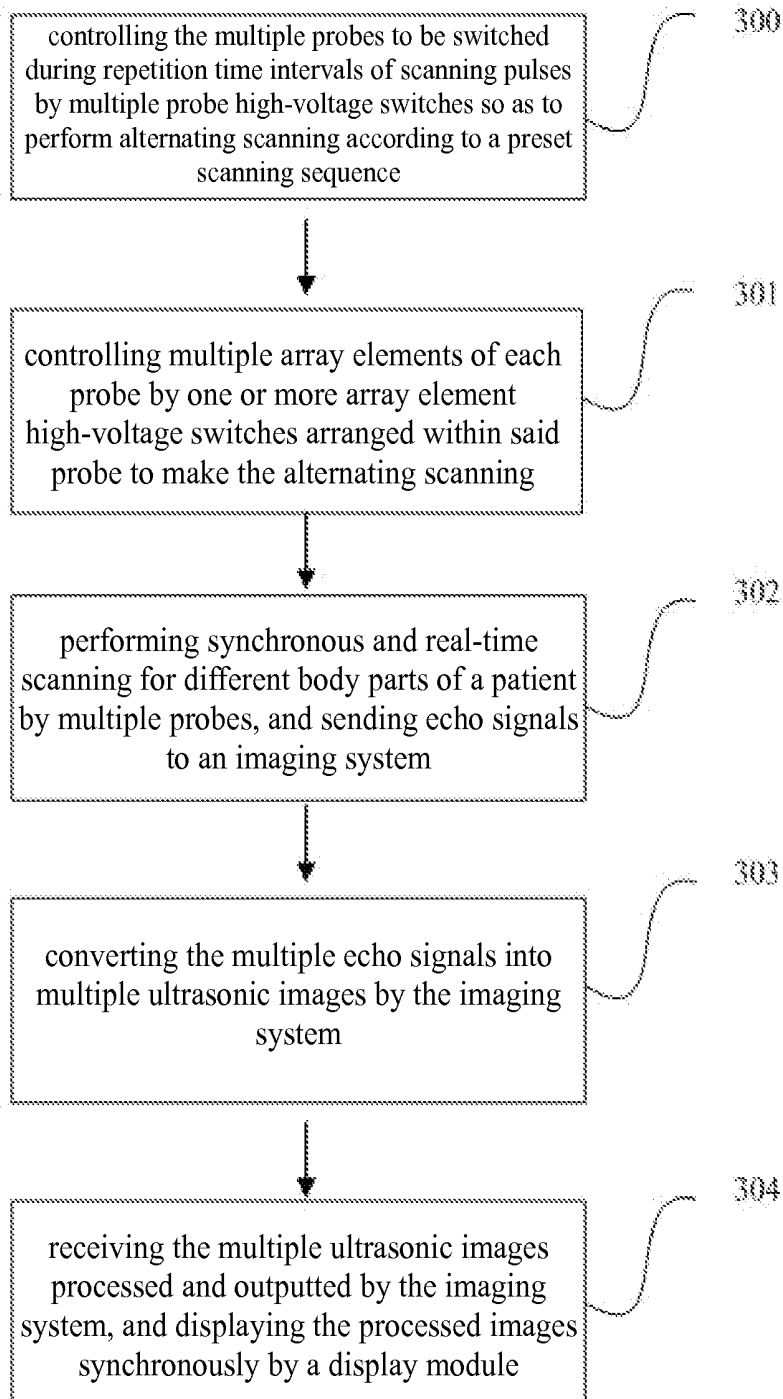 controlling the multiple probes to be switched
during repetition time intervals of scanning pulses
by multiple probe high-voltage switches so as to
perform alternating scanning according to a preset
scanning sequence
300
controlling multiple array elements of each
probe by one or more array element
high-voltage switches arranged within said
probe to make the alternating scanning
301
performing synchronous and real-time
scanning for different body parts of a patient
by multiple probes, and sending echo signals
to an imaging system
302
converting the multiple echo signals into
multiple ultrasonic images by the imaging
system
303
receiving the multiple ultrasonic images
processed and outputted by the imaging
system, and displaying the processed images
synchronously by a display module
304